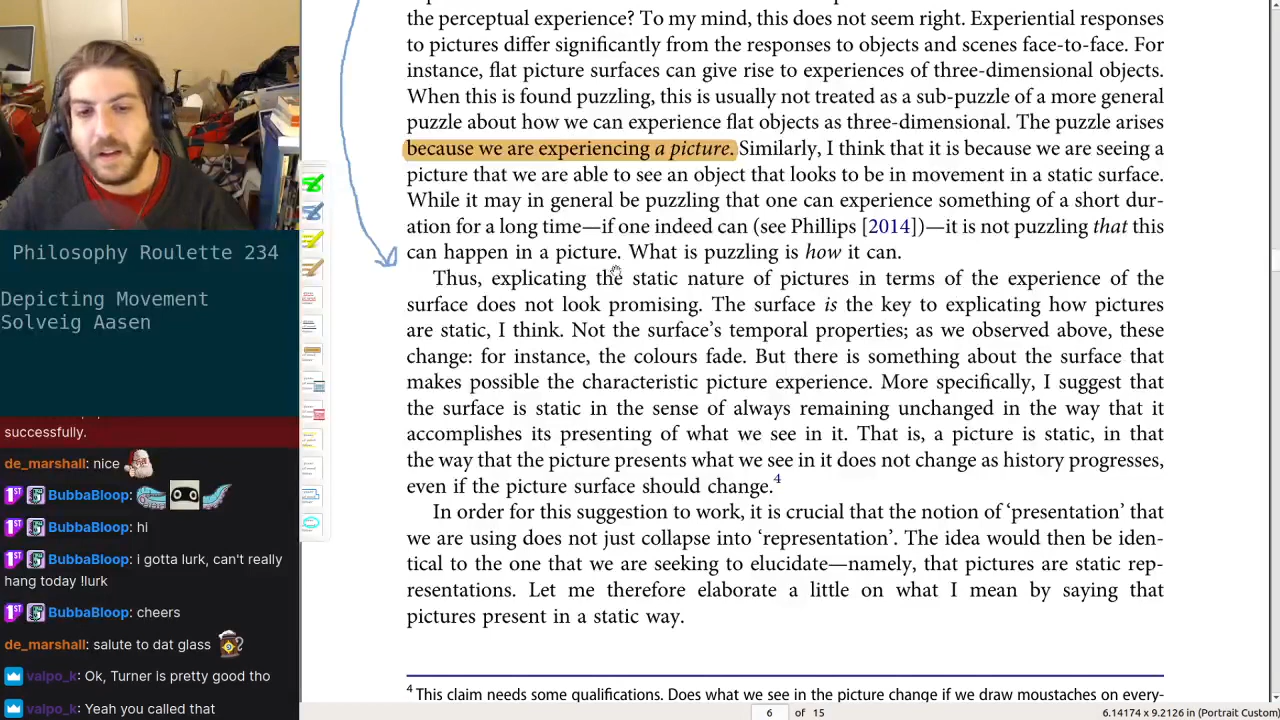 the perceptual experience? To my mind, this does not seem right. Experiential responses
to pictures differ significantly from the responses to objects and scenes face-to-face. For
instance, flat picture surfaces can give rise to experiences of three-dimensional objects.
When this is found puzzling, this is usually not treated as a sub-puzzle of a more general
puzzle about how we can experience flat objects as three-dimensional. The puzzle arises
because we are experiencing a picture. Similarly, I think that it is because we are seeing a
picture that we are able to see an object that looks to be in movement in a static surface.
While it may in general be puzzling how one can experience something of a short dur-
ation for a long time—if one indeed can (see Phillips [2014])—it is not puzzling that this
can happen in a picture. What is puzzling is how it can.
Thus, explicating the static nature of pictures in terms of the experience of the
surface does not look promising. The surface is the key to explaining how pictures
are static, I think, but not the surface's general properties—as we discussed above, these
change (for instance, the colours fade). But there is something about the surface that
makes possible the characteristic pictorial experience. More specifically, I suggest that
the surface is static in the sense of always remaining unchanged in the way that it
accomplishes its presenting of what we see in it. That is, the picture is static in that
the way that the surface presents what we see in it does not change or involve processes,
even if the picture surface should change.4
In other for this suggestion to work, it is crucial that the notion of 'presentation' that
we are using does not just collapse into 'representation'. The idea would then be iden-
tical to the one that we are seeking to elucidate—namely, that pictures are static rep-
resentations. Let me therefore elaborate a little on what I mean by saying that
pictures present in a static way.
4 This claim needs some qualifications. Does what we see in the picture change if we draw moustaches on every-
6 of 15
6.14174 x 9.2126 in (Portrait Custom)
Philosophy Roulette 234
Depicting Movement
Solveig Aasen
successfully.
de_marshall: nice
1ST BubbaBloop:
1ST BubbaBloop: hl
1ST BubbaBloop: i gotta lurk, can't really
hang today !lurk
1ST BubbaBloop: cheers
de_marshall: salute to dat glass
valpo_k: Ok, Turner is pretty good tho
valpo_k: Yeah you called that